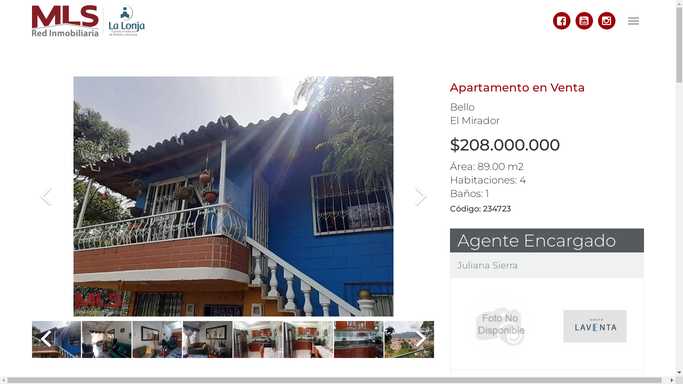 MLS
Red Inmobiliaria
La Lonja
Apartamento en Venta
Bello
El Mirador
$208.000.000
Área: 89.00 m2
Habitaciones: 4
Baños: 1
Código: 234723
MLS
Agente Encargado
Juliana Sierra
Foto No
Disponible
LAVENTA